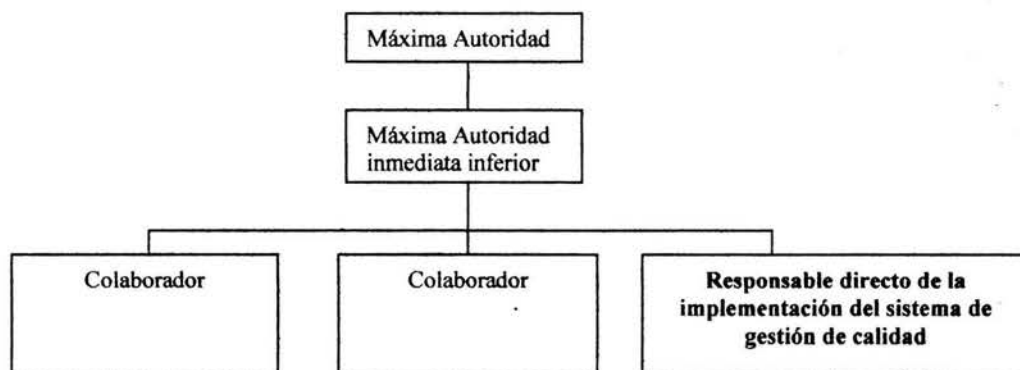 Máxima Autoridad
Máxima Autoridad
inmediata inferior
Colaborador
Colaborador
Responsable directo de la
implementación del sistema de
gestión de calidad